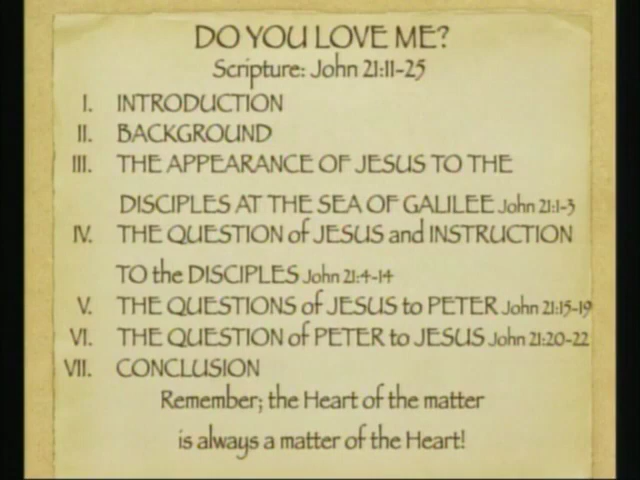 DO YOU LOVE ME?
Scripture: John 21:11-25
I. INTRODUCTION
II. BACKGROUND
III. THE APPEARANCE OF JESUS TO THE
DISCIPLES AT THE SEA OF GALILEE John 21:1-3
IV. THE QUESTION of JESUS and INSTRUCTION
TO the DISCIPLES John 21:4-14
V. THE QUESTIONS of JESUS to PETER John 21:15-19
VI. THE QUESTION of PETER to JESUS John 21:20-22
VII. CONCLUSION
Remember; the Heart of the matter
is always a matter of the Heart!